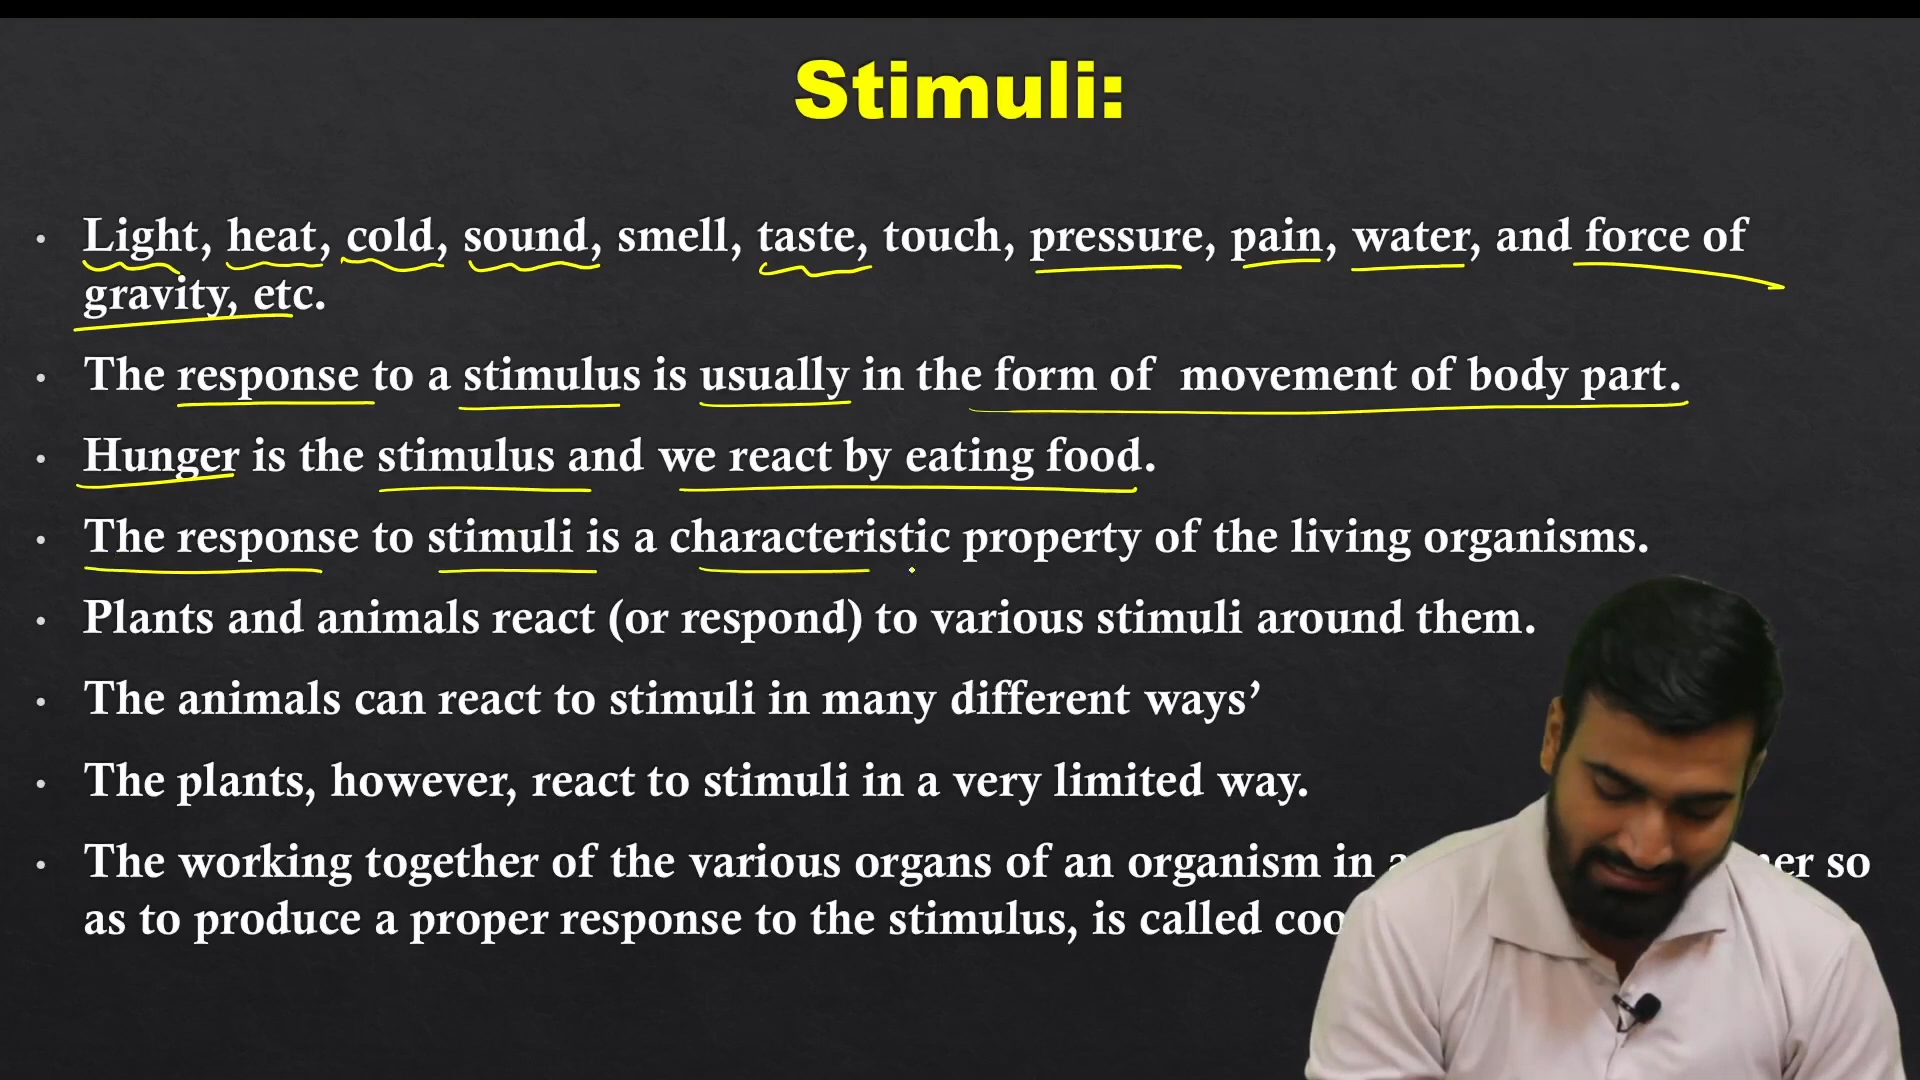 Stimuli:
• Light, heat, cold, sound, smell, taste, touch, pressure, pain, water, and force of
gravity, etc.
• The response to a stimulus is usually in the form of movement of body part.
• Hunger is the stimulus and we react by eating food.
• The response to stimuli is a characteristic property of the living organisms.
• Plants and animals react (or respond) to various stimuli around them.
• The animals can react to stimuli in many different ways’
• The plants, however, react to stimuli in a very limited way.
• The working together of the various organs of an organism in so
as to produce a proper response to the stimulus, is called